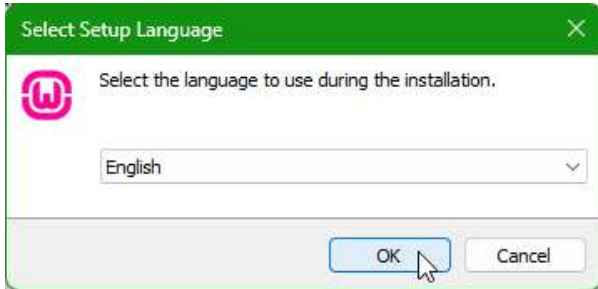 Select Setup Language
Select the language to use during the installation.
English
OK
Cancel